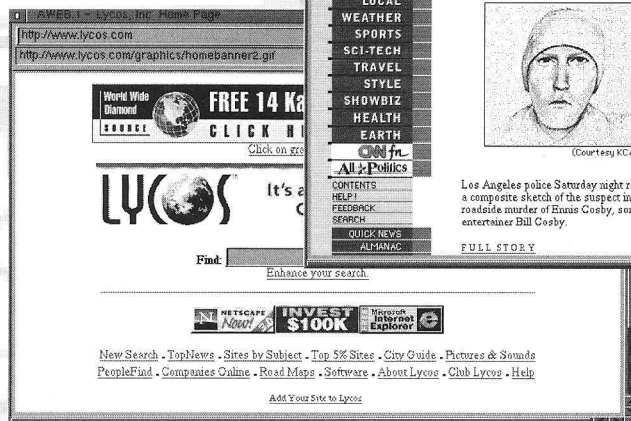 AWEB.1 - Lycos, Inc. Home Page
http://www.lycos.com
http://www.lycos.com/graphics/homebanner2.gif
World Wide
Diamond
SOURCE
FREE 14 Ka
CLICK H
Click on gra
LYCOS
It's a
Find:
Enhance your search.
NETSCAPE
Now!
INVEST
$100K
Microsoft
Internet
Explorer
New Search . TopNews . Sites by Subject . Top 5% Sites . City Guide . Pictures & Sounds
PeopleFind . Companies Online . Road Maps . Software . About Lycos . Club Lycos . Help
Add Your Site to Lycos
LOCAL
WEATHER
SPORTS
SCI-TECH
TRAVEL
STYLE
SHOWBIZ
HEALTH
EARTH
CNN fn
All Politics
CONTENTS
HELP!
FEEDBACK
SEARCH
QUICK NEWS
ALMANAC
(Courtesy KCA
Los Angeles police Saturday night r
a composite sketch of the suspect in
roadside murder of Ennis Cosby, so
entertainer Bill Cosby.
FULL STORY